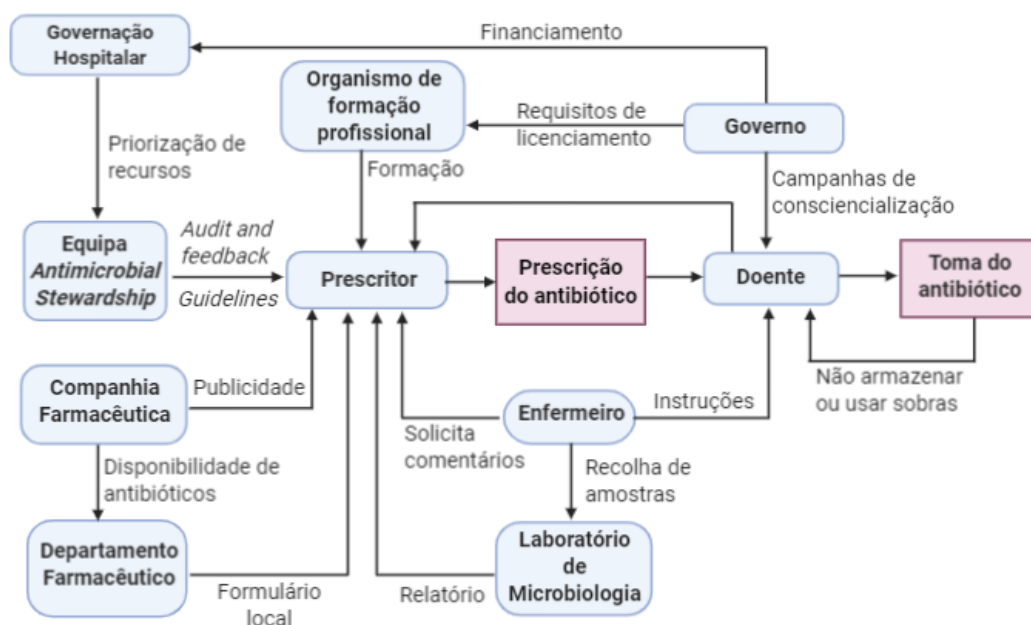 Governação
Hospitalar
Financiamento
Organismo de
formação
profissional
Requisitos de
licenciamento
Governo
Priorização de
recursos
Formação
Campanhas de
consciencialização
Equipa
Antimicrobial
Stewardship
Audit and
feedback
Guidelines
Prescritor
Prescrição
do antibiótico
Doente
Toma do
antibiótico
Companhia
Farmacêutica
Publicidade
Solicita
comentários
Enfermeiro
Instruções
Não armazenar
ou usar sobras
Disponibilidade de
antibióticos
Recolha de
amostras
Departamento
Farmacêutico
Formulário
local
Relatório
Laboratório
de
Microbiologia